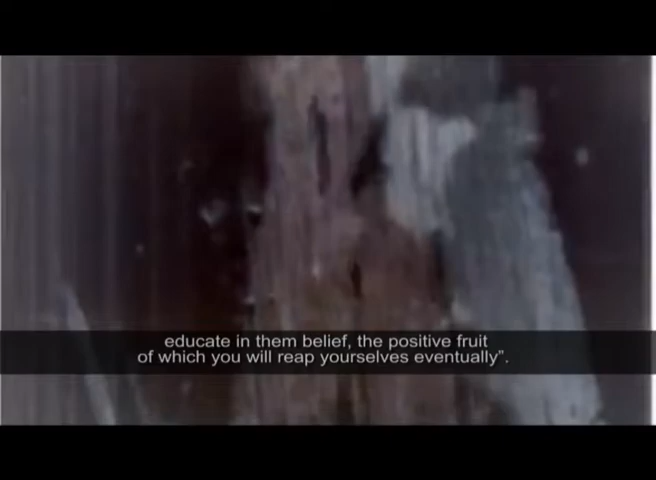 educate in them belief, the positive fruit
of which you will reap yourselves eventually”.